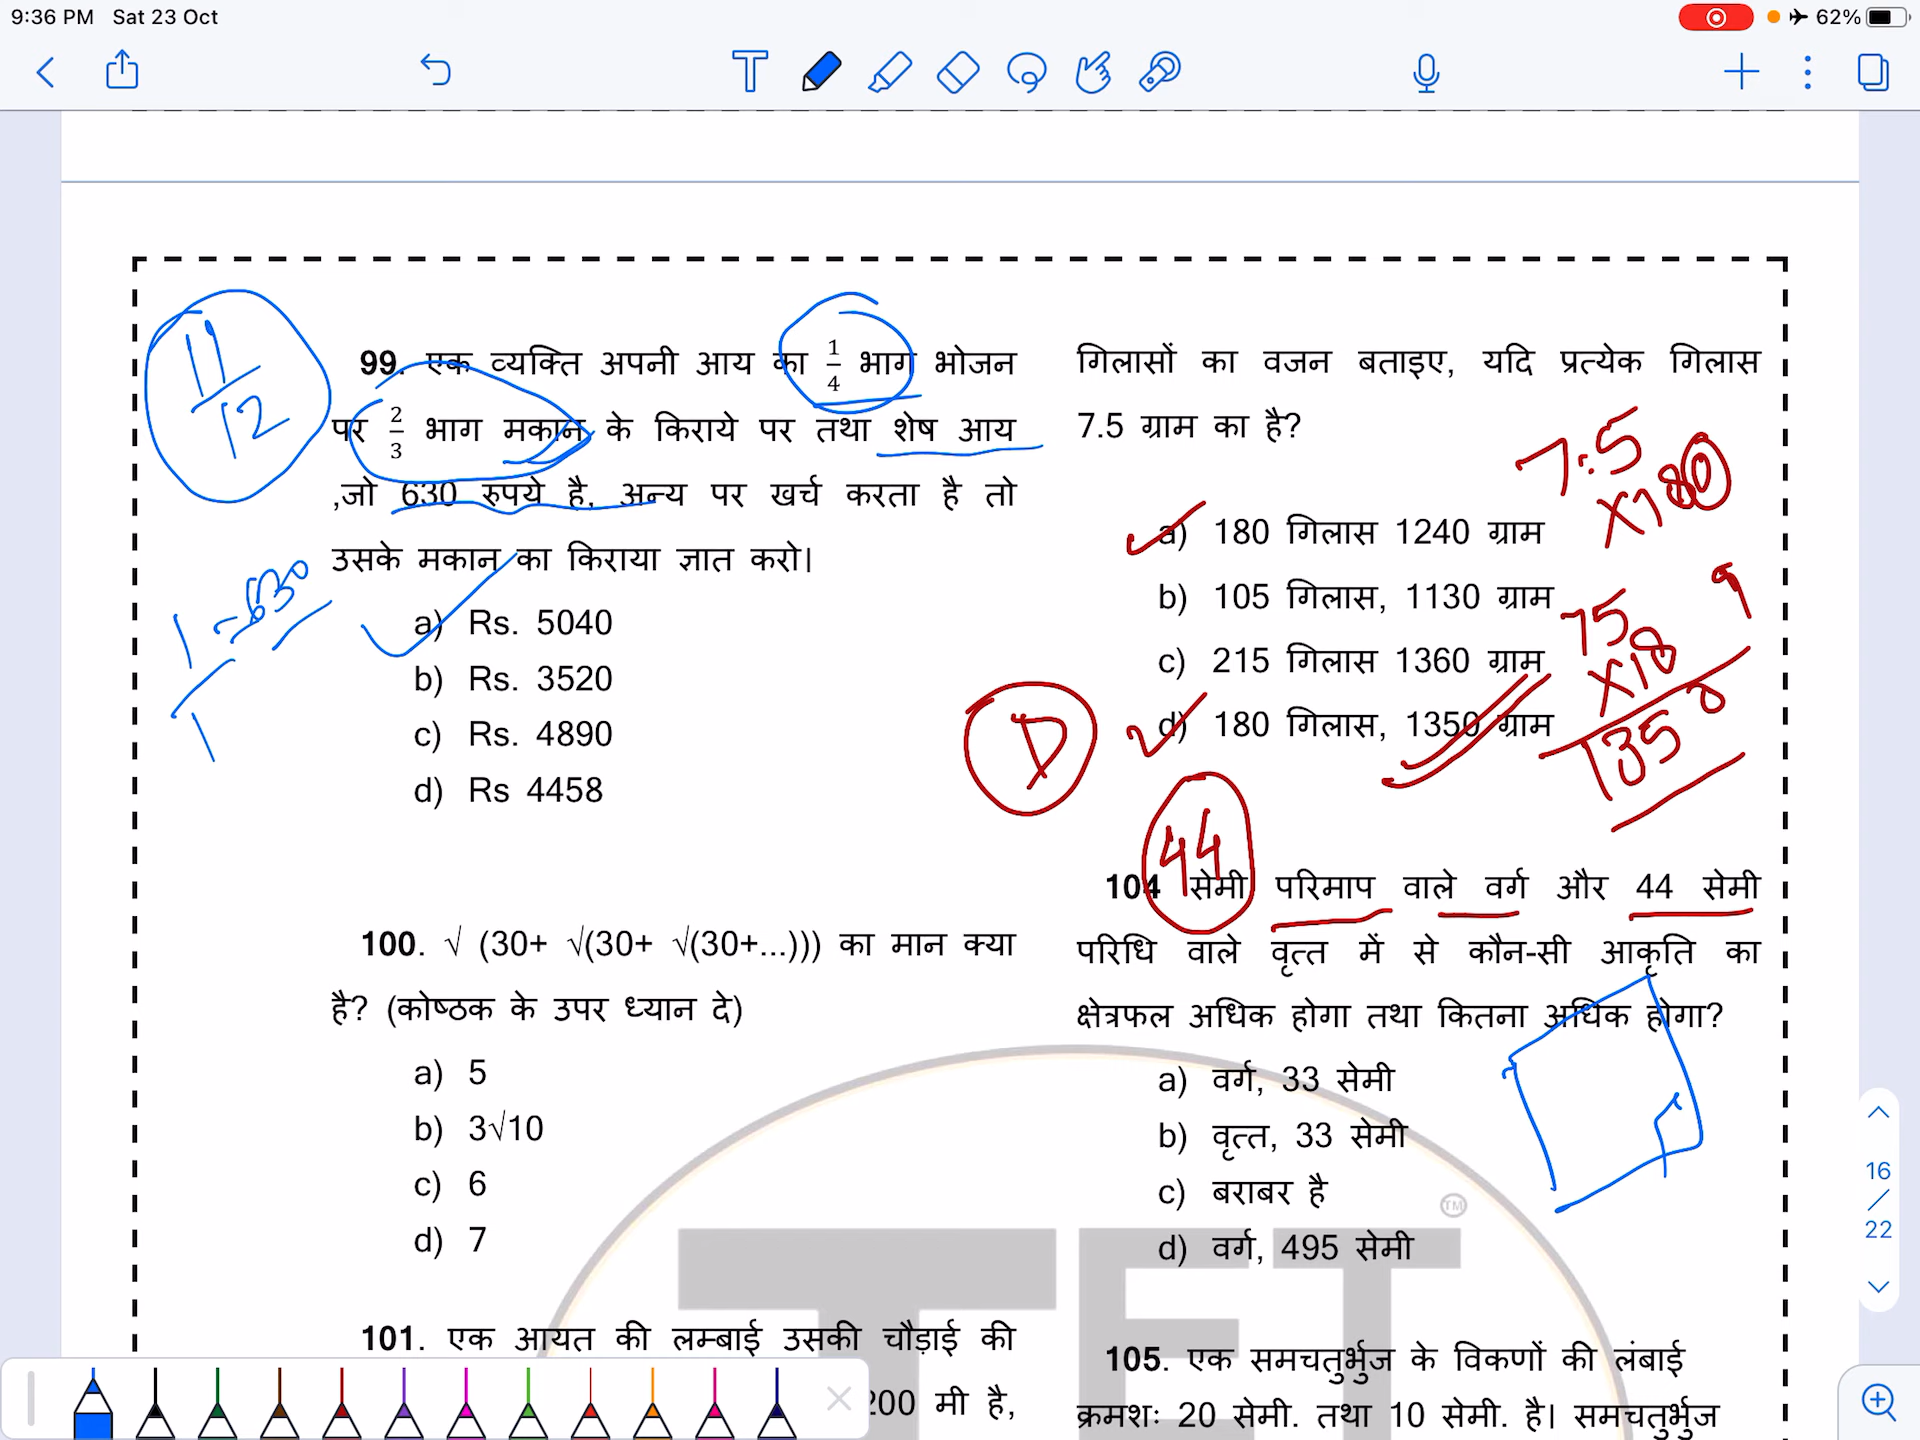 9:36 PM Sat 23 Oct
62%
99. एक व्यक्ति अपनी आय का 1/4 भाग भोजन
पर 2/3 भाग मकान के किराये पर तथा शेष आय
,जो 630 रुपये है, अन्य पर खर्च करता है तो
उसके मकान का किराया ज्ञात करो।
a) Rs. 5040
b) Rs. 3520
c) Rs. 4890
d) Rs 4458
11/12
1 - 630
1
100. √ (30+ √(30+ √(30+...))) का मान क्या
है? (कोष्ठक के उपर ध्यान दे)
a) 5
b) 3√10
c) 6
d) 7
101. एक आयत की लम्बाई उसकी चौड़ाई की
200 मी है,
गिलासों का वजन बताइए, यदि प्रत्येक गिलास
7.5 ग्राम का है?
a) 180 गिलास 1240 ग्राम
b) 105 गिलास, 1130 ग्राम
c) 215 गिलास 1360 ग्राम
d) 180 गिलास, 1350 ग्राम
7.5
x180
75
x18
1350
D
44
104 सेमी परिमाप वाले वर्ग और 44 सेमी
परिधि वाले वृत्त में से कौन-सी आकृति का
क्षेत्रफल अधिक होगा तथा कितना अधिक होगा?
a) वर्ग, 33 सेमी
b) वृत्त, 33 सेमी
c) बराबर है
d) वर्ग, 495 सेमी
105. एक समचतुर्भुज के विकणों की लंबाई
क्रमशः 20 सेमी. तथा 10 सेमी. है। समचतुर्भुज
TET
TM
16
/
22